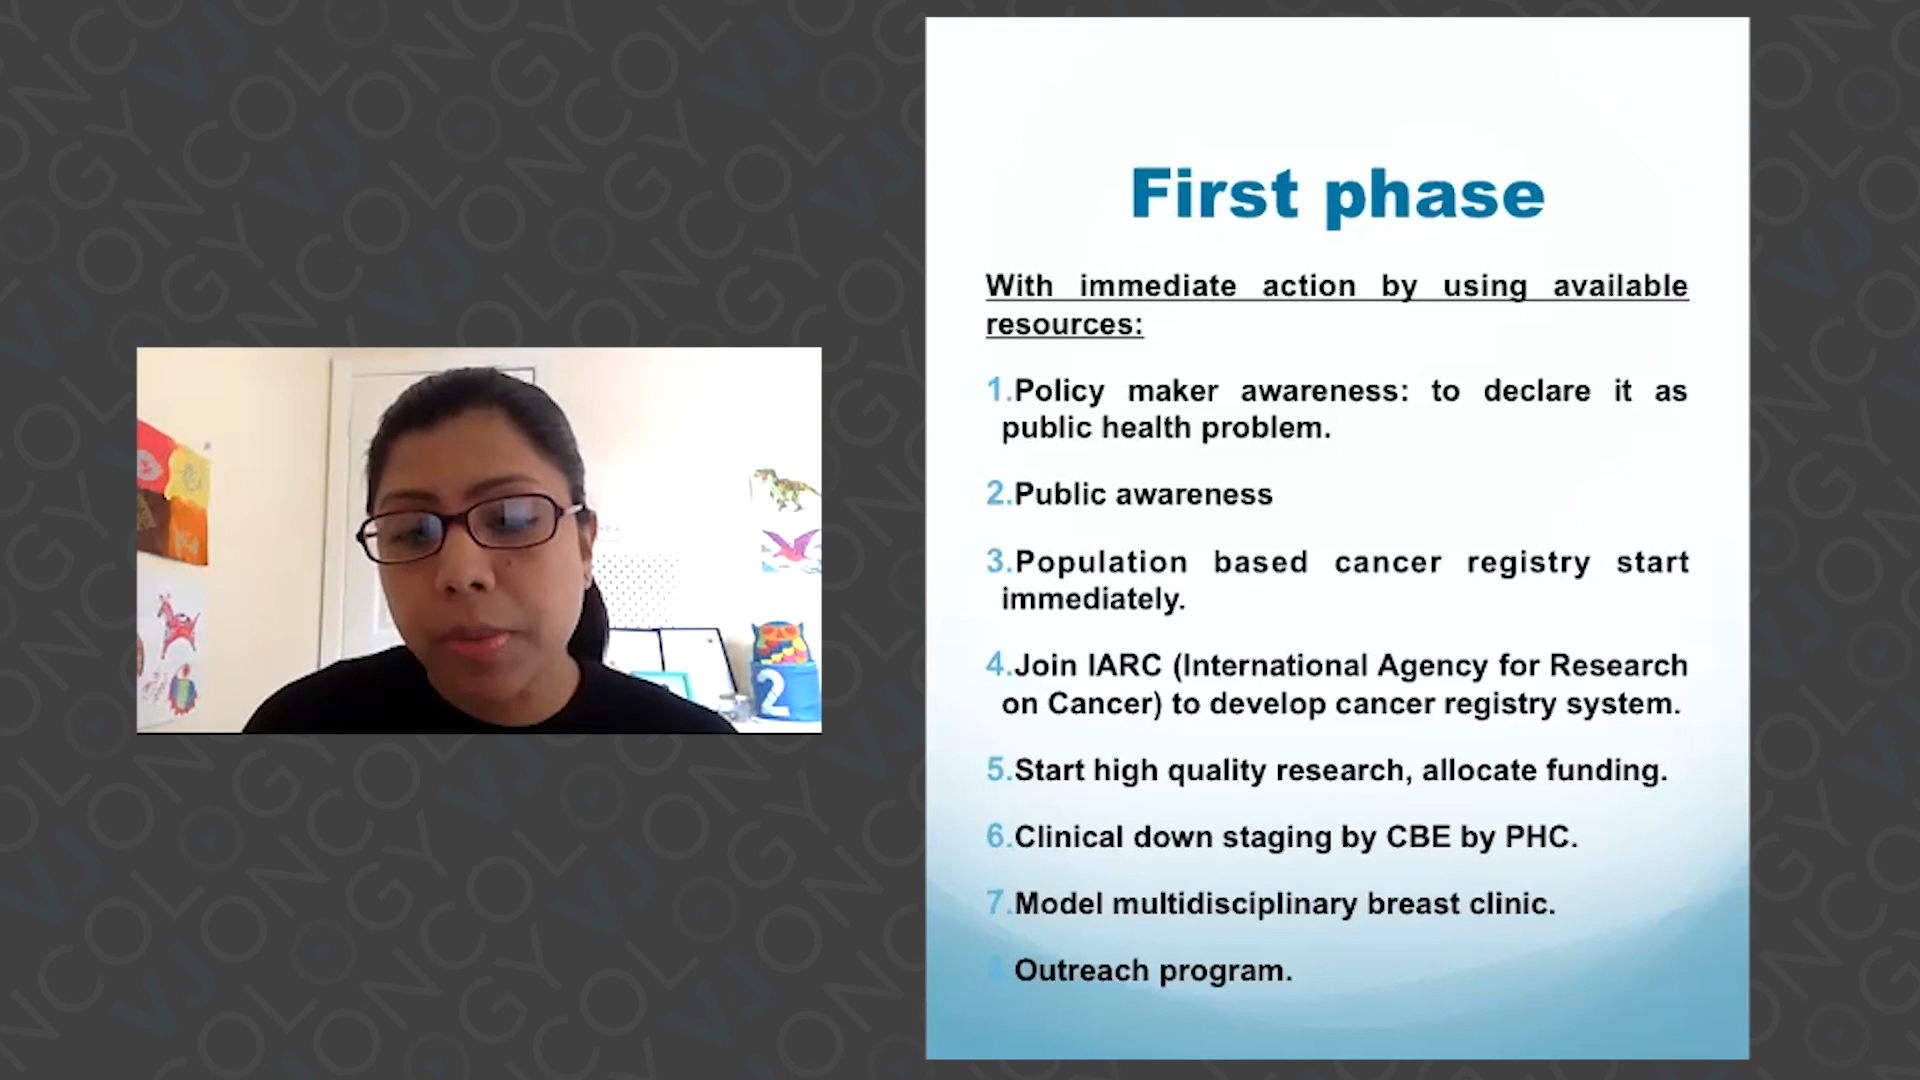 First phase
With immediate action by using available
resources:
1.Policy maker awareness: to declare it as
public health problem.
2.Public awareness
3.Population based cancer registry start
immediately.
4.Join IARC (International Agency for Research
on Cancer) to develop cancer registry system.
5.Start high quality research, allocate funding.
6.Clinical down staging by CBE by PHC.
7.Model multidisciplinary breast clinic.
8 Outreach program.
2
VJONCOLOGY